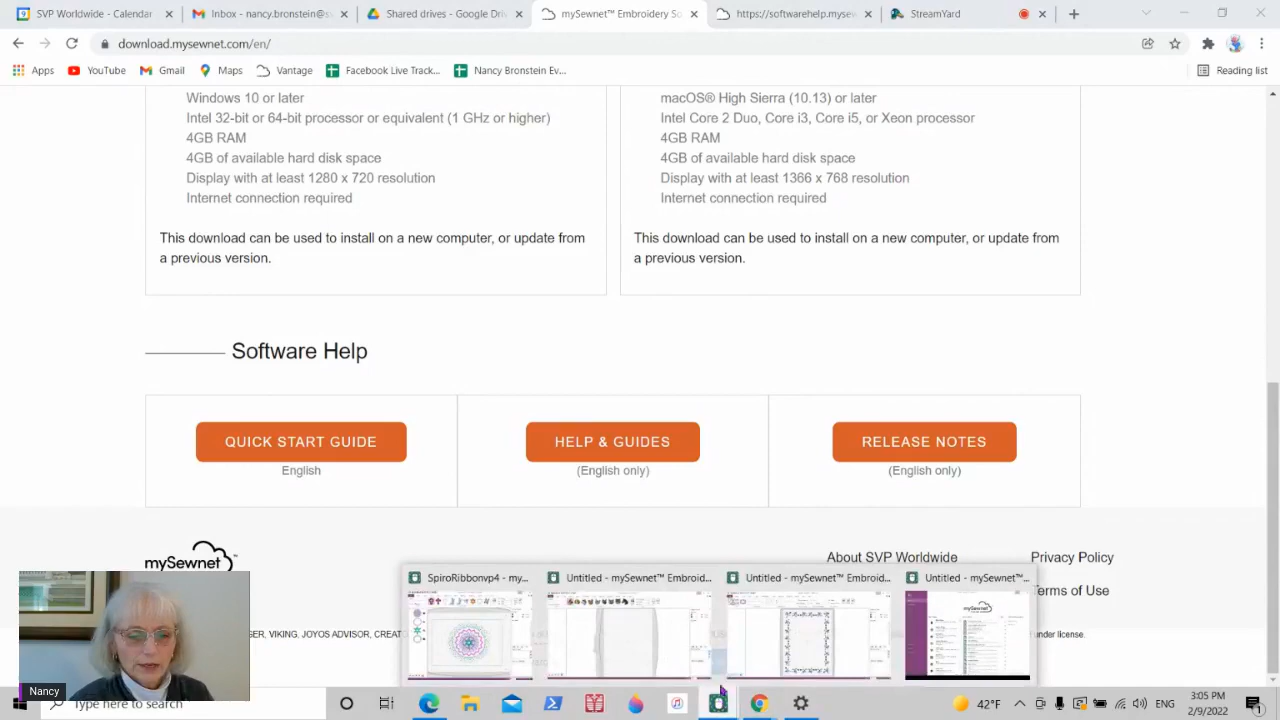 SVP Worldwide - Calendar
Inbox - nancy.bronstein@s
Shared drives - Google Dri
mySewnet™ Embroidery So
https://softwarehelp.mysew
StreamYard
download.mysewnet.com/en/
Apps
YouTube
Gmail
Maps
Vantage
Facebook Live Track...
Nancy Bronstein Ev...
Reading list
Windows 10 or later
Intel 32-bit or 64-bit processor or equivalent (1 GHz or higher)
4GB RAM
4GB of available hard disk space
Display with at least 1280 x 720 resolution
Internet connection required
This download can be used to install on a new computer, or update from
a previous version.
macOS® High Sierra (10.13) or later
Intel Core 2 Duo, Core i3, Core i5, or Xeon processor
4GB RAM
4GB of available hard disk space
Display with at least 1366 x 768 resolution
Internet connection required
This download can be used to install on a new computer, or update from
a previous version.
Software Help
QUICK START GUIDE
English
HELP & GUIDES
(English only)
RELEASE NOTES
(English only)
mySewnet™
About SVP Worldwide
Privacy Policy
Terms of Use
SpiroRibbonvp4 - my...
Untitled - mySewnet™ Embroid...
Untitled - mySewnet™ Embroid...
Untitled - mySewnet™...
mySewnet
GER, VIKING, JOYOS ADVISOR, CREAT
under license.
Nancy
Type here to search
42°F
ENG
3:05 PM
2/9/2022